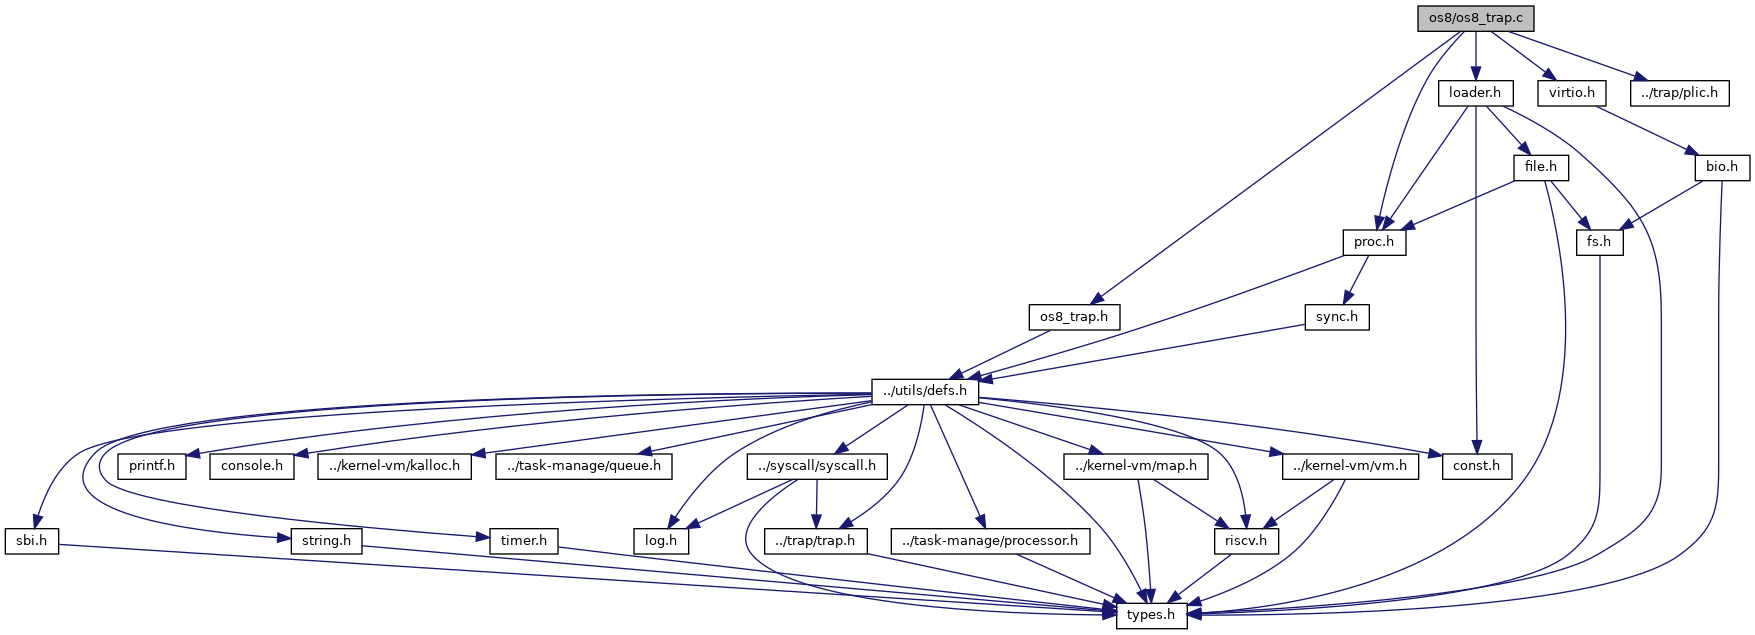 os8/os8_trap.c
loader.h
virtio.h
../trap/plic.h
file.h
bio.h
proc.h
fs.h
os8_trap.h
sync.h
../utils/defs.h
printf.h
console.h
../kernel-vm/kalloc.h
../task-manage/queue.h
../syscall/syscall.h
../kernel-vm/map.h
../kernel-vm/vm.h
const.h
sbi.h
string.h
timer.h
log.h
../trap/trap.h
../task-manage/processor.h
riscv.h
types.h